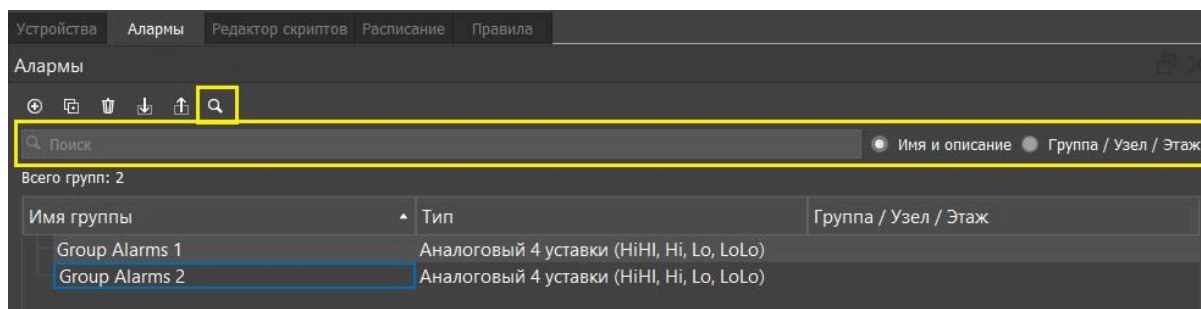 Устройства Алармы Редактор скриптов Расписание Правила
Алармы
Поиск Имя и описание Группа / Узел / Этаж
Всего групп: 2
Имя группы Тип Группа / Узел / Этаж
Group Alarms 1 Аналоговый 4 уставки (HiHI, Hi, Lo, LoLo)
Group Alarms 2 Аналоговый 4 уставки (HiHI, Hi, Lo, LoLo)